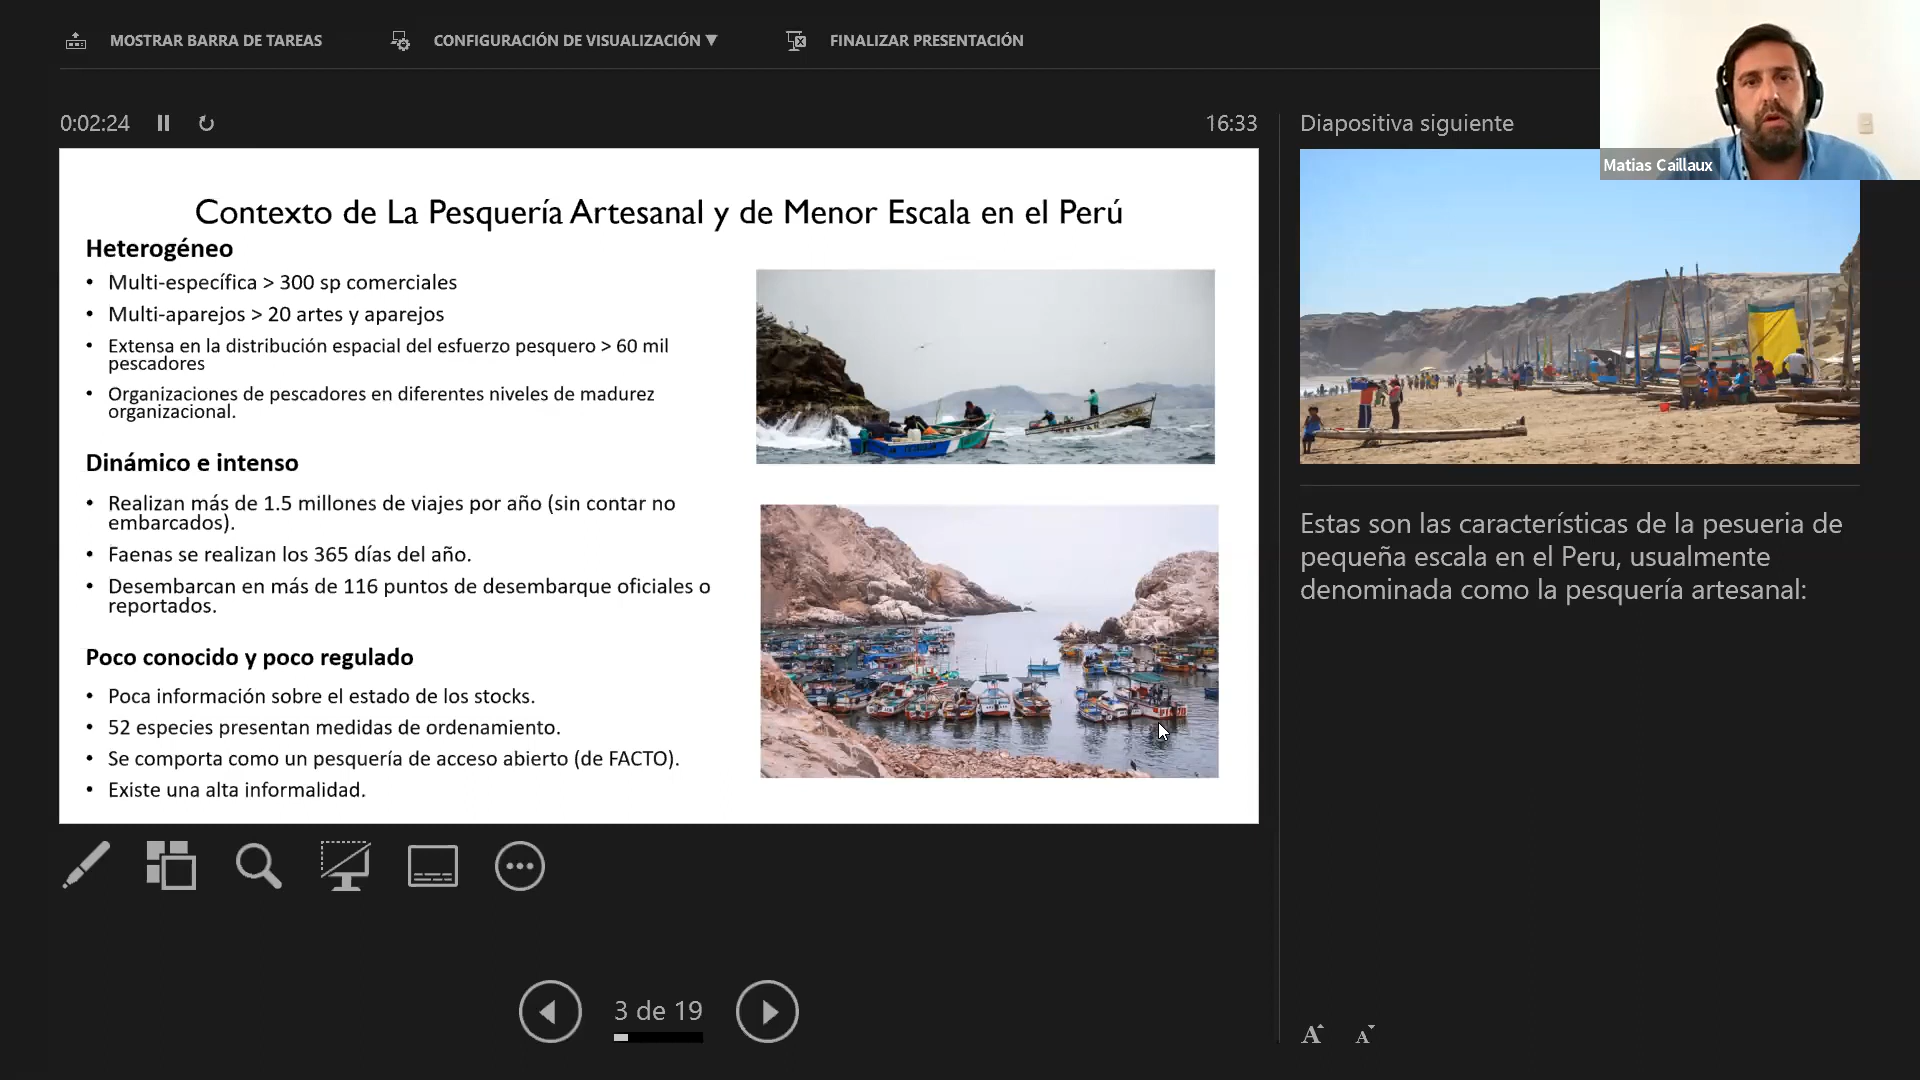 MOSTRAR BARRA DE TAREAS
CONFIGURACIÓN DE VISUALIZACIÓN ▼
FINALIZAR PRESENTACIÓN
0:02:24
16:33
Diapositiva siguiente
Matias Caillaux
Contexto de La Pesquería Artesanal y de Menor Escala en el Perú
Heterogéneo
• Multi-específica > 300 sp comerciales
• Multi-aparejos > 20 artes y aparejos
• Extensa en la distribución espacial del esfuerzo pesquero > 60 mil
pescadores
• Organizaciones de pescadores en diferentes niveles de madurez
organizacional.
Dinámico e intenso
• Realizan más de 1.5 millones de viajes por año (sin contar no
embarcados).
• Faenas se realizan los 365 días del año.
• Desembarcan en más de 116 puntos de desembarque oficiales o
reportados.
Poco conocido y poco regulado
• Poca información sobre el estado de los stocks.
• 52 especies presentan medidas de ordenamiento.
• Se comporta como un pesquería de acceso abierto (de FACTO).
• Existe una alta informalidad.
Estas son las características de la pesueria de
pequeña escala en el Peru, usualmente
denominada como la pesquería artesanal:
3 de 19
A A